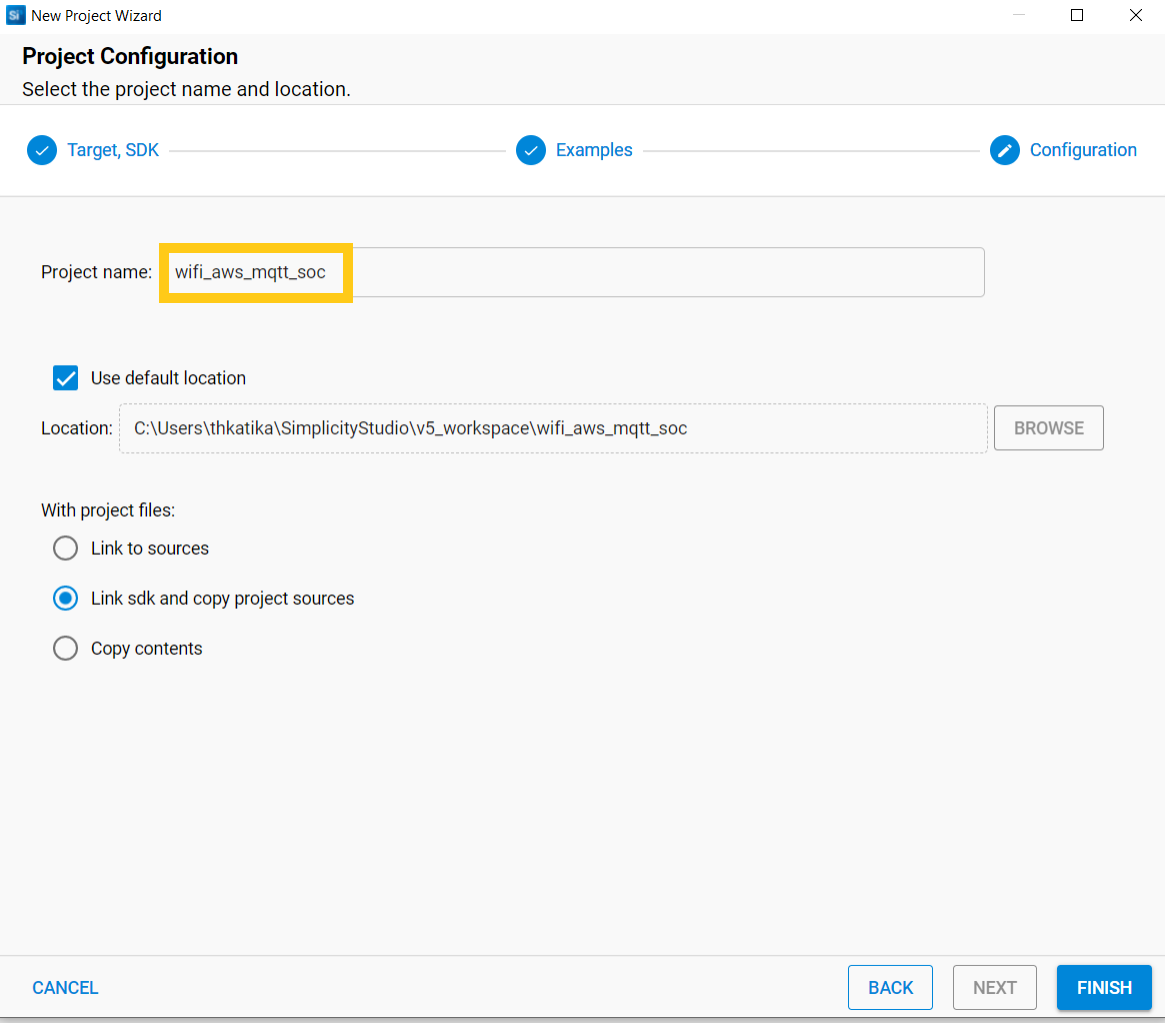 Si
New Project Wizard
Project Configuration
Select the project name and location.
Target, SDK
Examples
Configuration
Project name: wifi_aws_mqtt_soc
Use default location
Location: C:\Users\thkatika\SimplicityStudio\v5_workspace\wifi_aws_mqtt_soc BROWSE
With project files:
Link to sources
Link sdk and copy project sources
Copy contents
CANCEL BACK NEXT FINISH